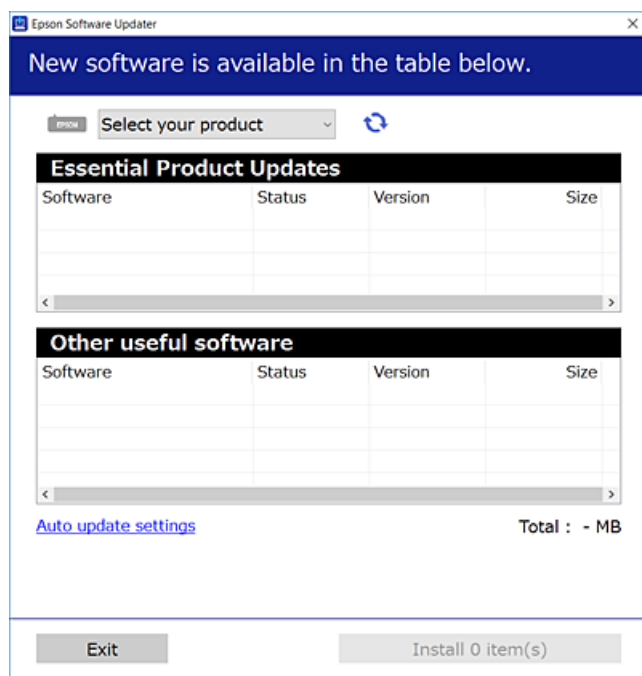 Epson Software Updater
New software is available in the table below.
EPSON Select your product
Essential Product Updates
Software Status Version Size
Other useful software
Software Status Version Size
Auto update settings Total : - MB
Exit Install 0 item(s)